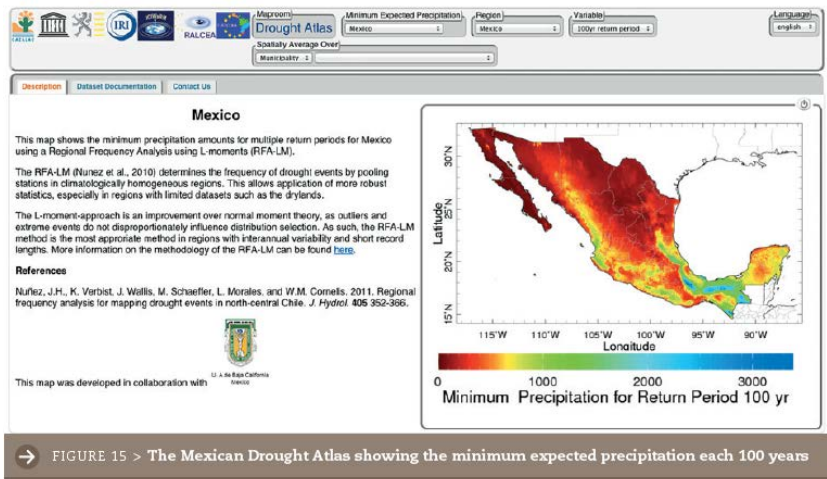 Maproom
Drought Atlas
Minimum Expected Precipitation
Mexico
Region
Mexico
Variable
100yr return period
Language
english
IRI
RALCEA
CAZALAC
Spatially Average Over
Municipality
Description
Dataset Documentation
Contact Us
Mexico
This map shows the minimum precipitation amounts for multiple return periods for Mexico
using a Regional Frequency Analysis using L-moments (RFA-LM).
The RFA-LM (Nunez et al., 2010) determines the frequency of drought events by pooling
stations in climatologically homogeneous regions. This allows application of more robust
statistics, especially in regions with limited datasets such as the drylands.
The L-moment-approach is an improvement over normal moment theory, as outliers and
extreme events do not disproportionately influence distribution selection. As such, the RFA-LM
method is the most approriate method in regions with interannual variability and short record
lengths. More information on the methodology of the RFA-LM can be found here.
References
Nuñez, J.H., K. Verbist, J. Wallis, M. Schaefler, L. Morales, and W.M. Cornelis. 2011. Regional
frequency analysis for mapping drought events in north-central Chile. J. Hydrol. 405 352-366.
U. A de Baja California
Mexico
This map was developed in collaboration with
Latitude
30°N
25°N
20°N
15°N
115°W 110°W 105°W 100°W 95°W 90°W
Longitude
0 1000 2000 3000
Minimum Precipitation for Return Period 100 yr
FIGURE 15 > The Mexican Drought Atlas showing the minimum expected precipitation each 100 years